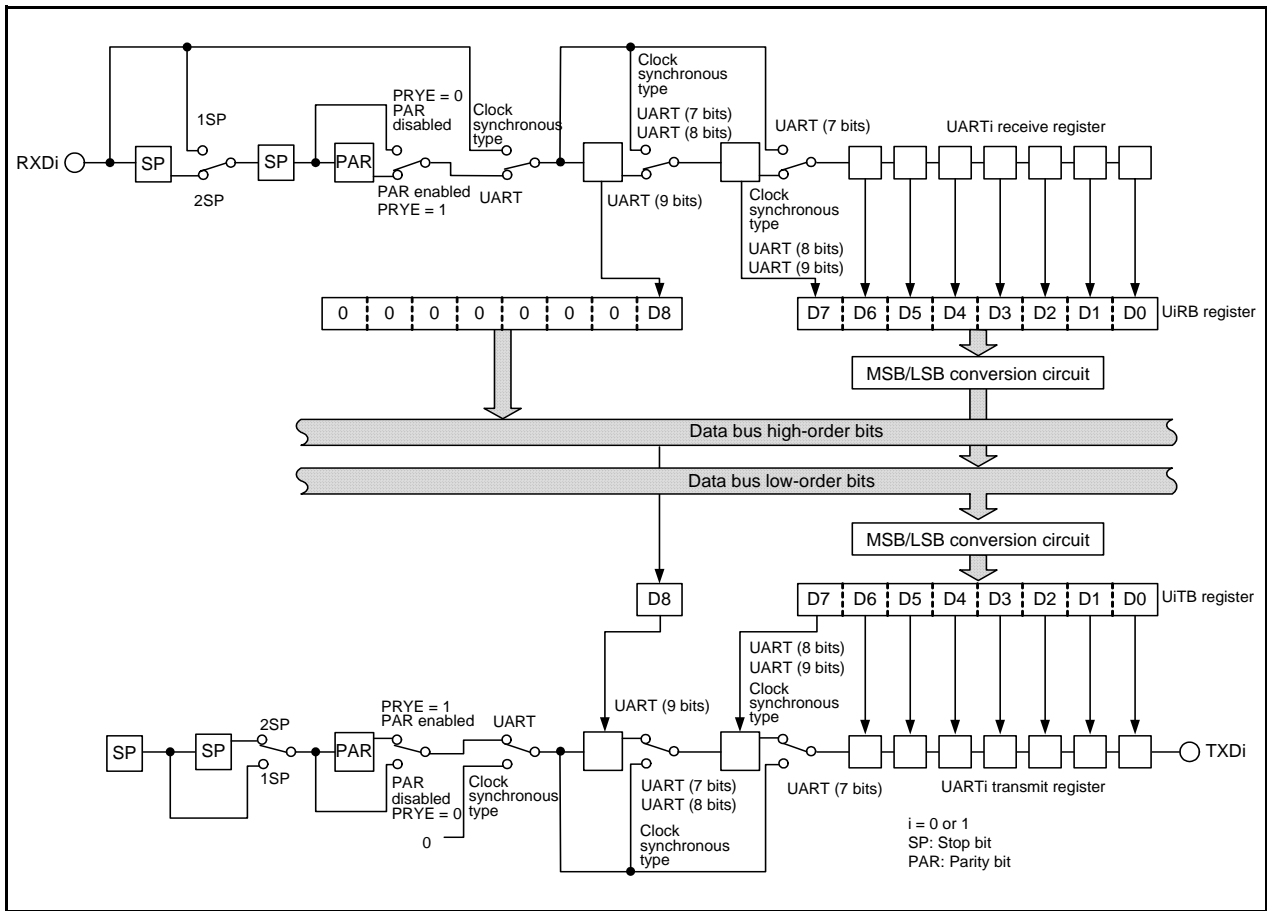 Clock
synchronous
type
PRYE = 0
PAR
disabled
Clock
synchronous
type
UART (7 bits)
UART (8 bits)
UART (7 bits)
UARTi receive register
1SP
RXDi
SP
SP
PAR
2SP
PAR enabled
PRYE = 1
UART
UART (9 bits)
Clock
synchronous
type
UART (8 bits)
UART (9 bits)
0 0 0 0 0 0 0 D8
D7 D6 D5 D4 D3 D2 D1 D0
UiRB register
MSB/LSB conversion circuit
Data bus high-order bits
Data bus low-order bits
MSB/LSB conversion circuit
D8
D7 D6 D5 D4 D3 D2 D1 D0
UiTB register
UART (8 bits)
UART (9 bits)
Clock
synchronous
type
PRYE = 1
PAR enabled
UART
UART (9 bits)
2SP
SP
SP
PAR
TXDi
1SP
PAR
disabled
PRYE = 0
Clock
synchronous
type
0
UART (7 bits)
UART (8 bits)
Clock
synchronous
type
UART (7 bits)
UARTi transmit register
i = 0 or 1
SP: Stop bit
PAR: Parity bit